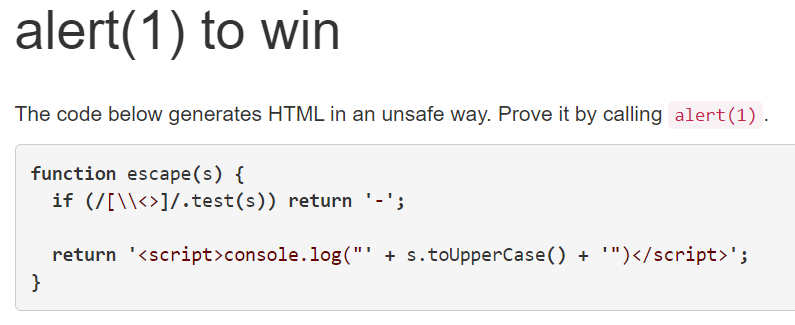 alert(1) to win
The code below generates HTML in an unsafe way. Prove it by calling alert(1).
function escape(s) {
  if (/[\\<>]/.test(s)) return '-';
  return '<script>console.log("' + s.toUpperCase() + '")</script>';
}